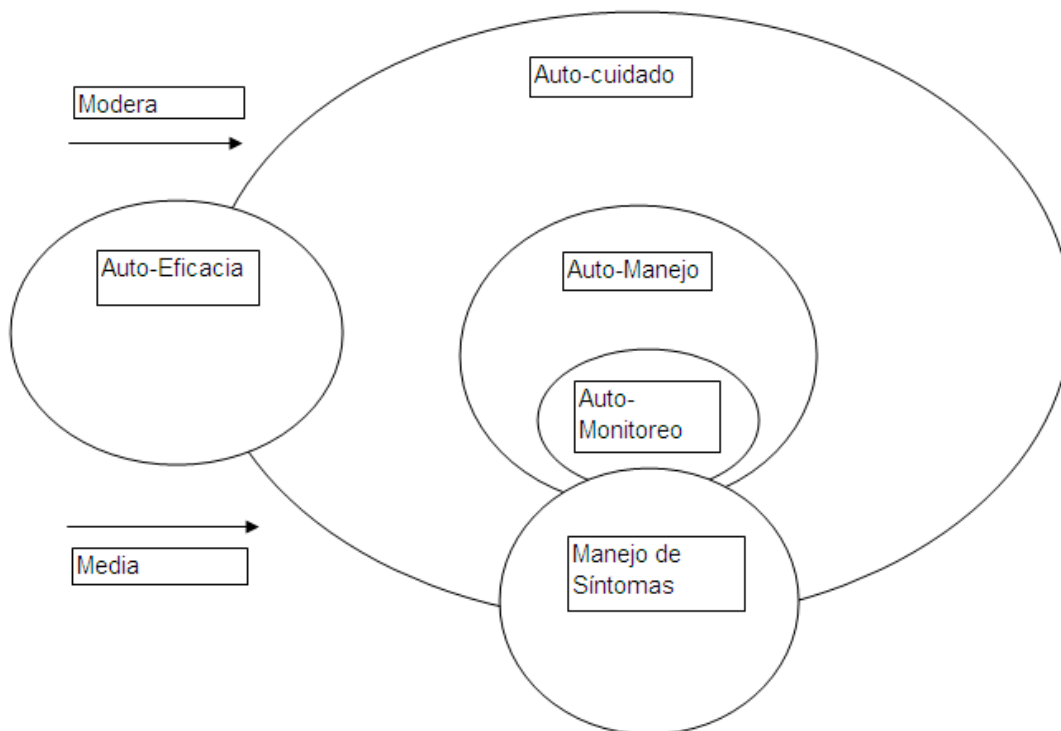 Auto-cuidado
Modera
Auto-Eficacia
Auto-Manejo
Auto-
Monitoreo
Media
Manejo de
Síntomas